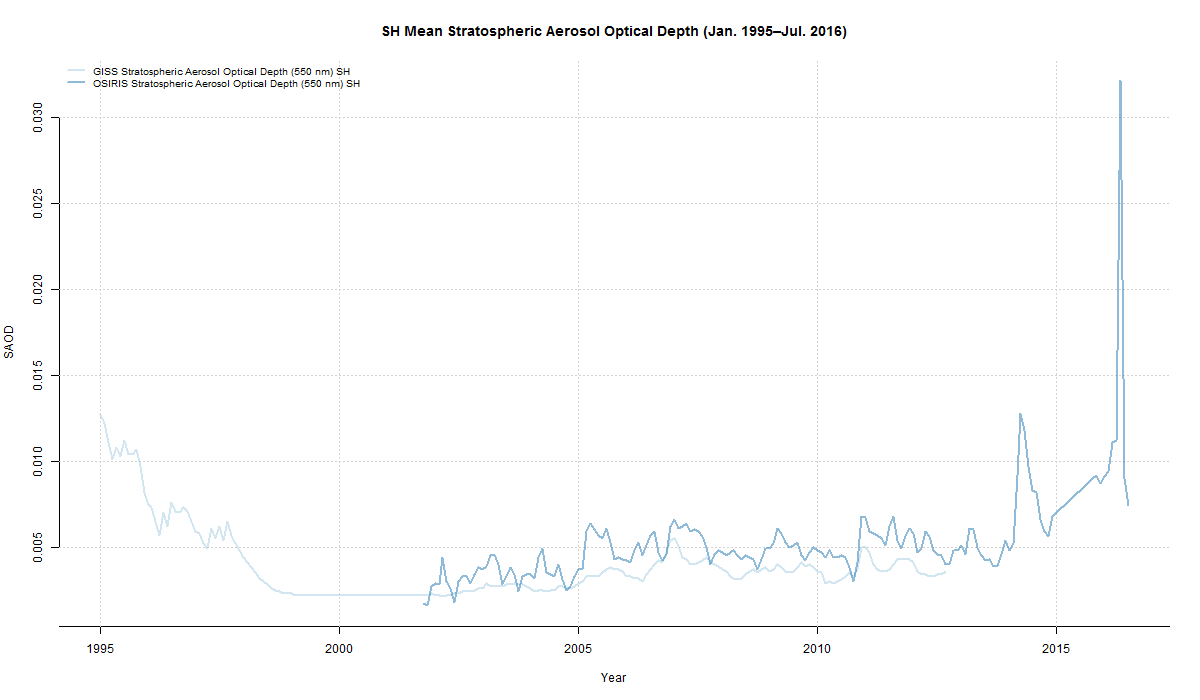 SH Mean Stratospheric Aerosol Optical Depth (Jan. 1995–Jul. 2016)
GISS Stratospheric Aerosol Optical Depth (550 nm) SH
OSIRIS Stratospheric Aerosol Optical Depth (550 nm) SH
0.030
0.025
0.020
0.015
0.010
0.005
SAOD
1995 2000 2005 2010 2015
Year